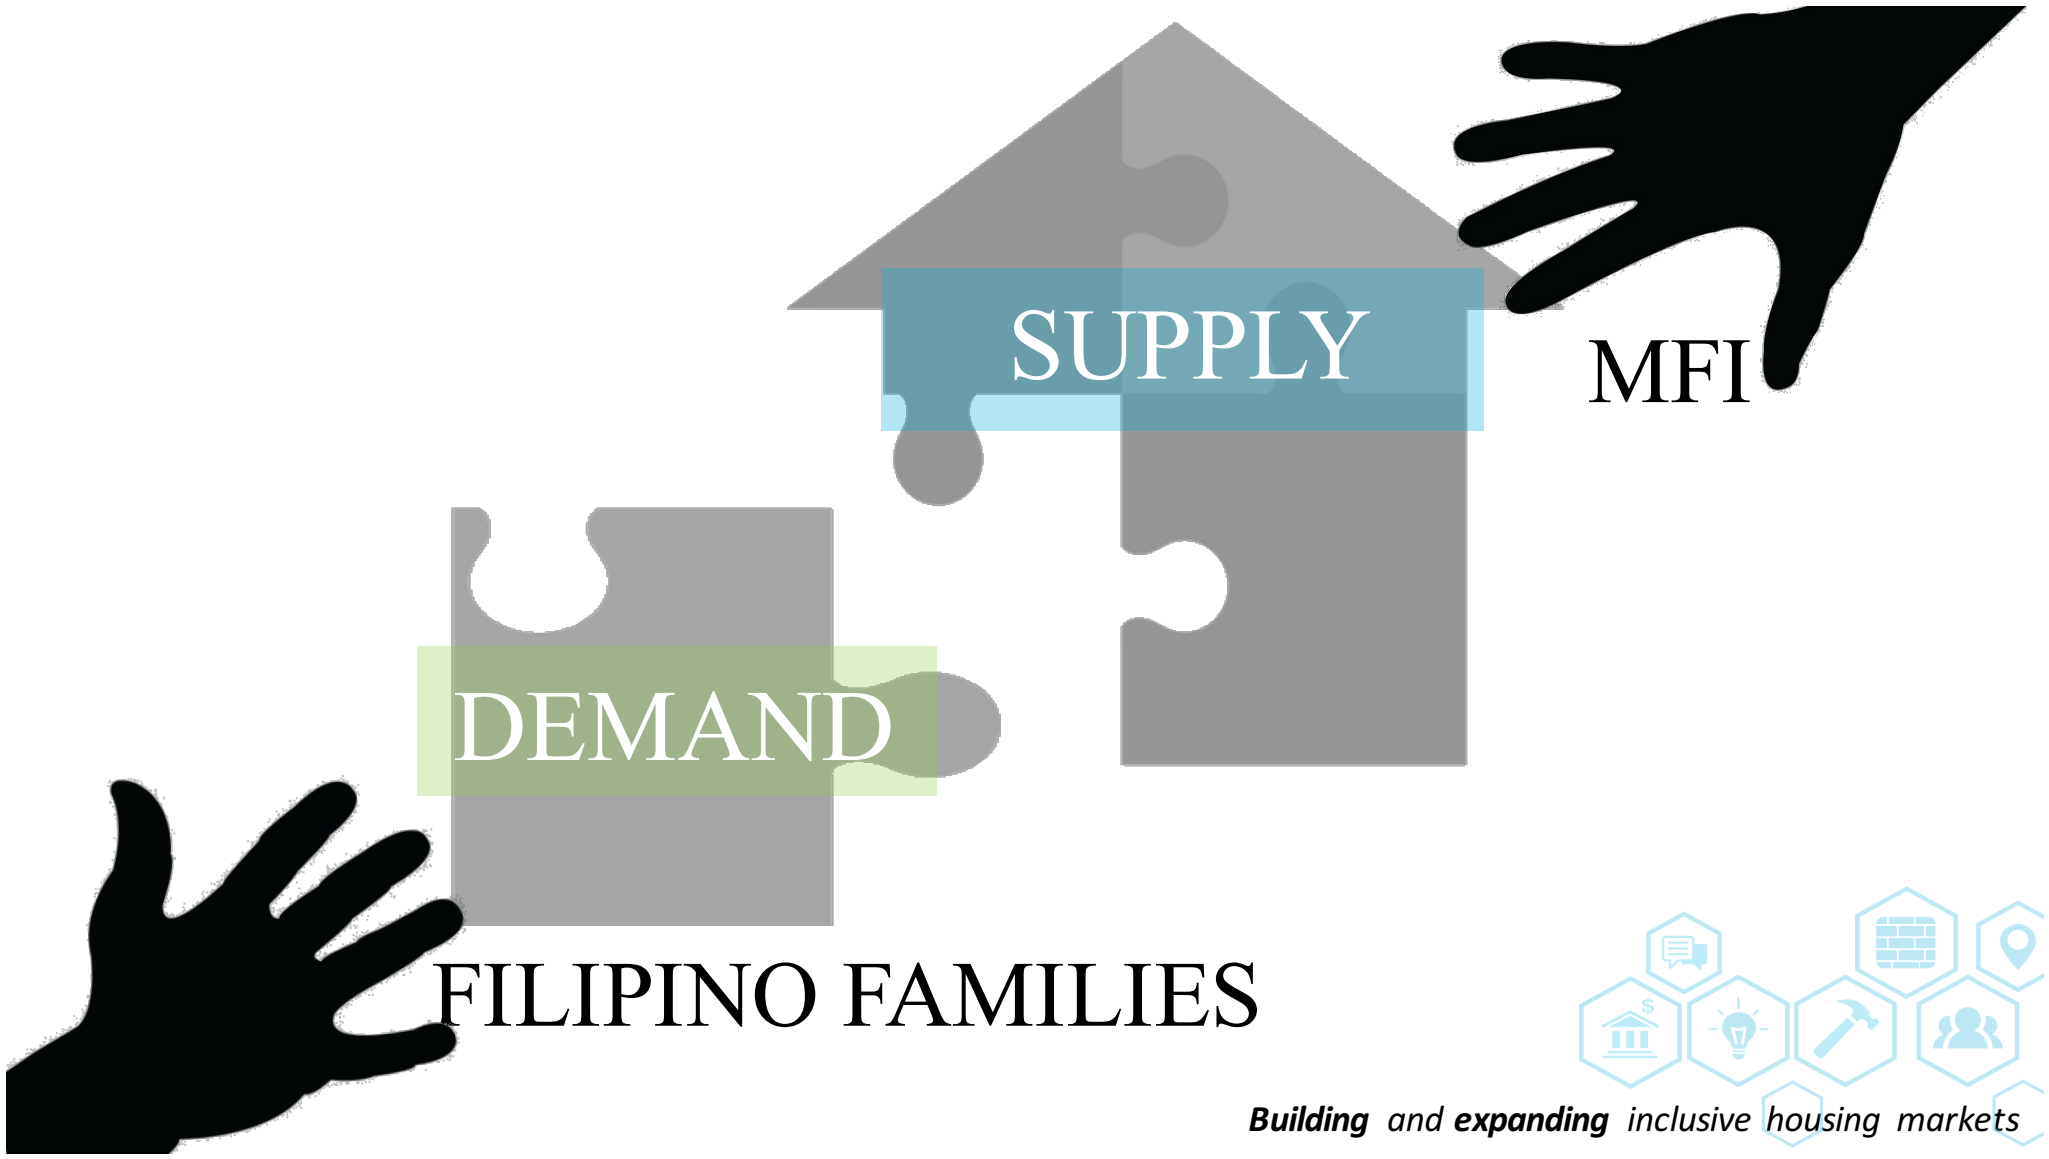 SUPPLY
MFI
DEMAND
FILIPINO FAMILIES
$
Building and expanding inclusive housing markets